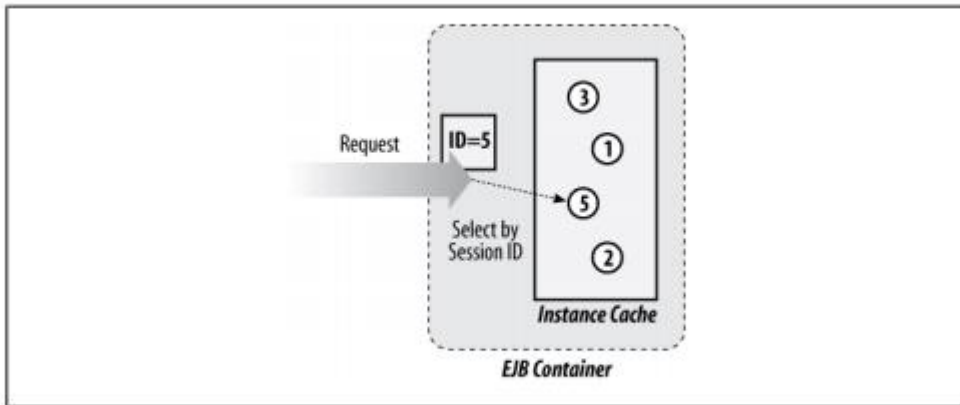 Request
ID=5
3
1
5
2
Select by
Session ID
Instance Cache
EJB Container